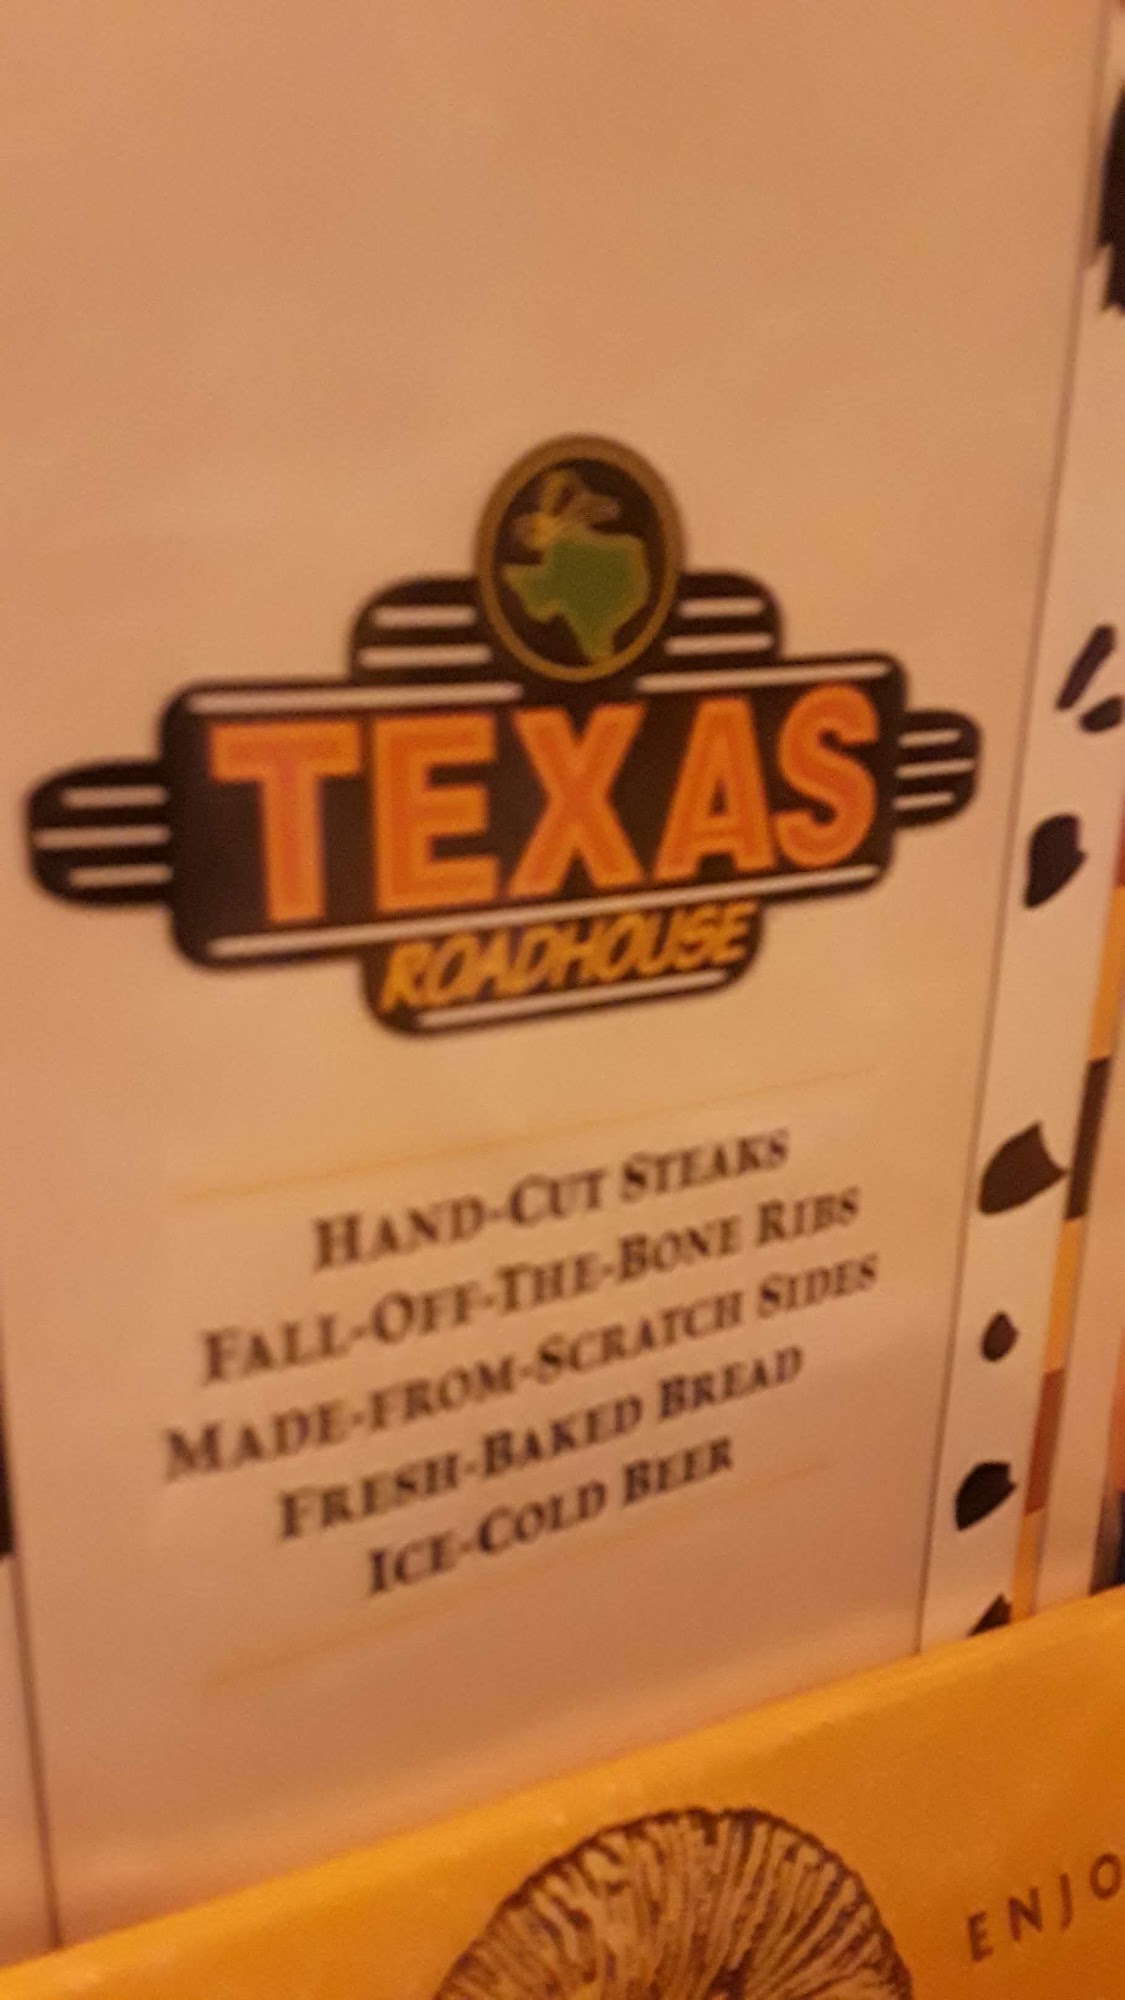 TEXAS
ROADHOUSE
HAND-CUT STEAKS
FALL-OFF-THE-BONE RIBS
MADE-FROM-SCRATCH SIDES
FRESH-BAKED BREAD
ICE-COLD BEER
ENJO